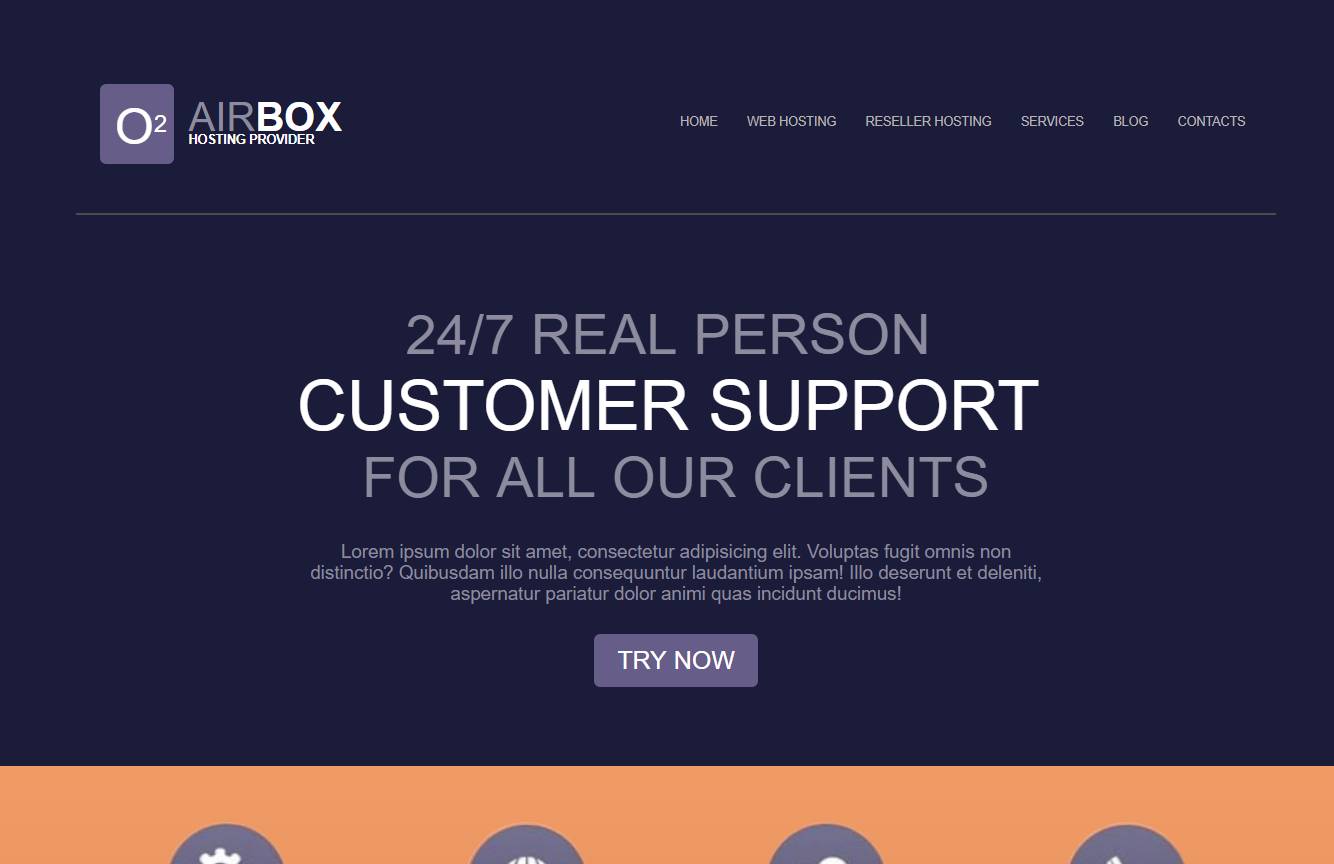 O2
AIRBOX
HOSTING PROVIDER
HOME WEB HOSTING RESELLER HOSTING SERVICES BLOG CONTACTS
24/7 REAL PERSON
CUSTOMER SUPPORT
FOR ALL OUR CLIENTS
Lorem ipsum dolor sit amet, consectetur adipisicing elit. Voluptas fugit omnis non
distinctio? Quibusdam illo nulla consequuntur laudantium ipsam! Illo deserunt et deleniti,
aspernatur pariatur dolor animi quas incidunt ducimus!
TRY NOW